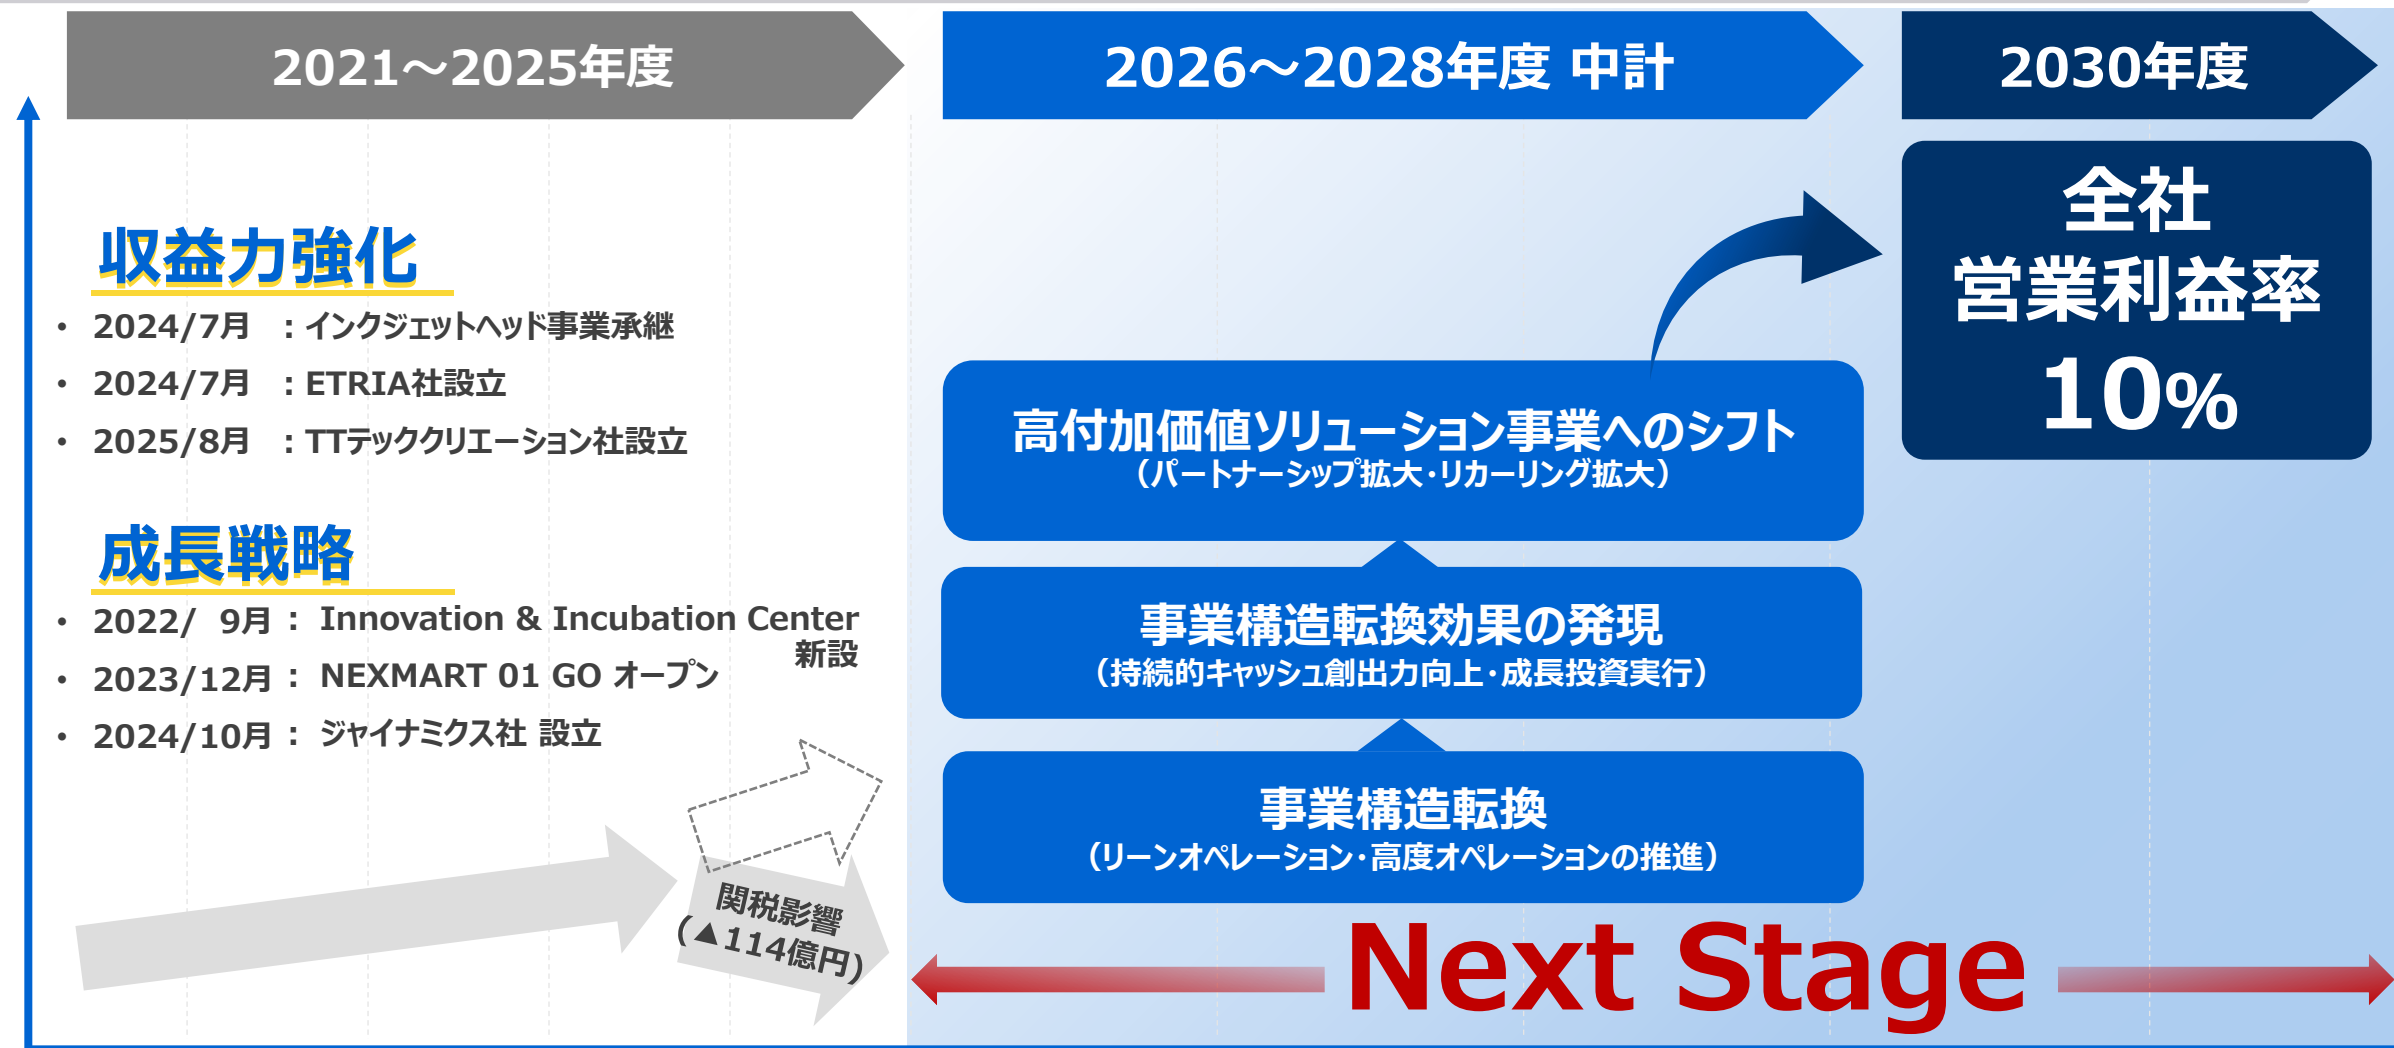 2021～2025年度
2026～2028年度 中計
2030年度
収益力強化
• 2024/7月 ：インクジェットヘッド事業承継
• 2024/7月 ：ETRIA社設立
• 2025/8月 ：TTテッククリエーション社設立
成長戦略
• 2022/ 9月： Innovation & Incubation Center
新設
• 2023/12月： NEXMART 01 GO オープン
• 2024/10月： ジャイナミクス社 設立
関税影響
（▲114億円）
高付加価値ソリューション事業へのシフト
（パートナーシップ拡大・リカーリング拡大）
事業構造転換効果の発現
（持続的キャッシュ創出力向上・成長投資実行）
事業構造転換
（リーンオペレーション・高度オペレーションの推進）
全社
営業利益率
10%
Next Stage